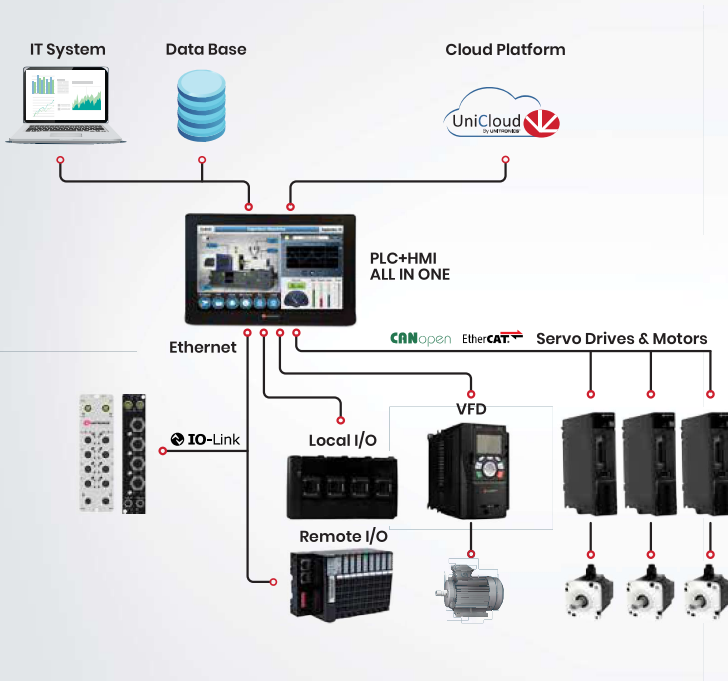 IT System
Data Base
Cloud Platform
UniCloud
By UNITRONICS
PLC+HMI
ALL IN ONE
Ethernet
CANopen
EtherCAT.
Servo Drives & Motors
VFD
IO-Link
Local I/O
UNITRONICS
Remote I/O